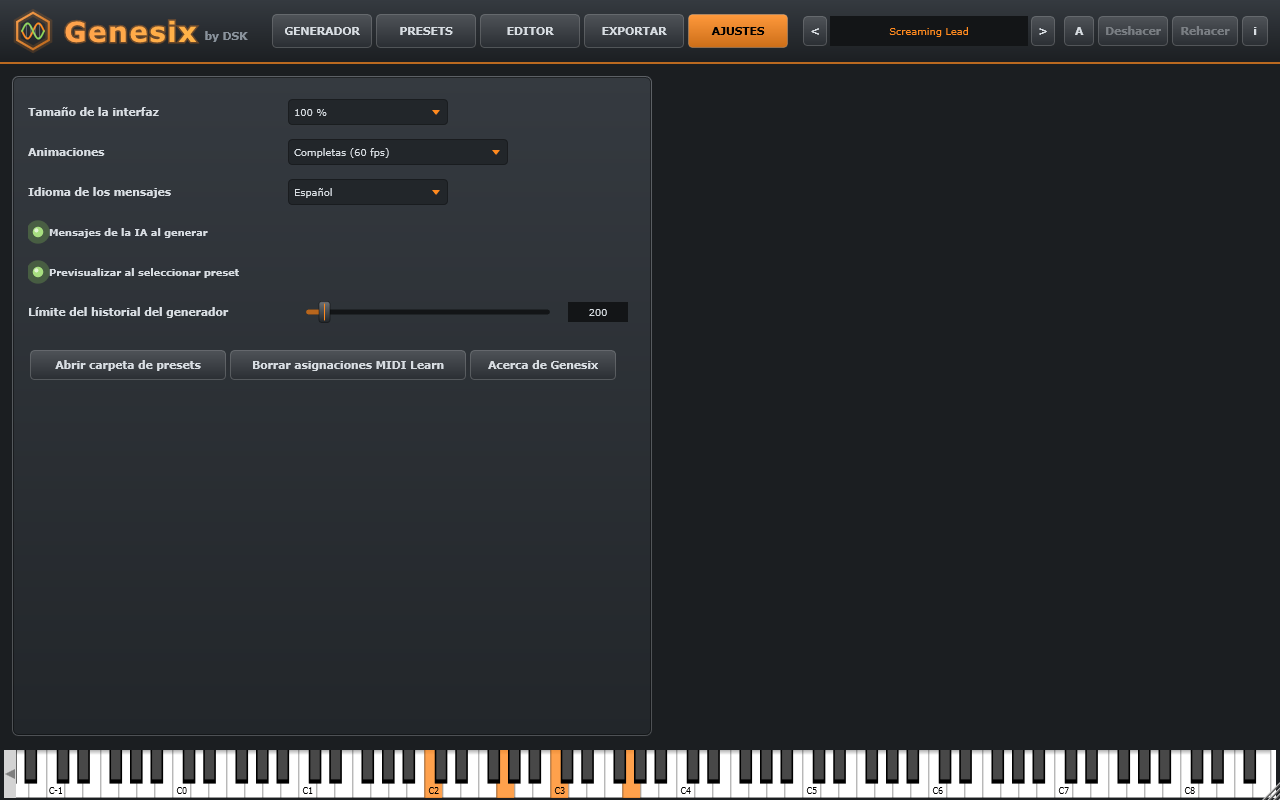 Genesix by DSK
GENERADOR
PRESETS
EDITOR
EXPORTAR
AJUSTES
<
Screaming Lead
>
A
Deshacer
Rehacer
i
Tamaño de la interfaz
100 %
Animaciones
Completas (60 fps)
Idioma de los mensajes
Español
Mensajes de la IA al generar
Previsualizar al seleccionar preset
Límite del historial del generador
200
Abrir carpeta de presets
Borrar asignaciones MIDI Learn
Acerca de Genesix
C-1
C0
C1
C2
C3
C4
C5
C6
C7
C8